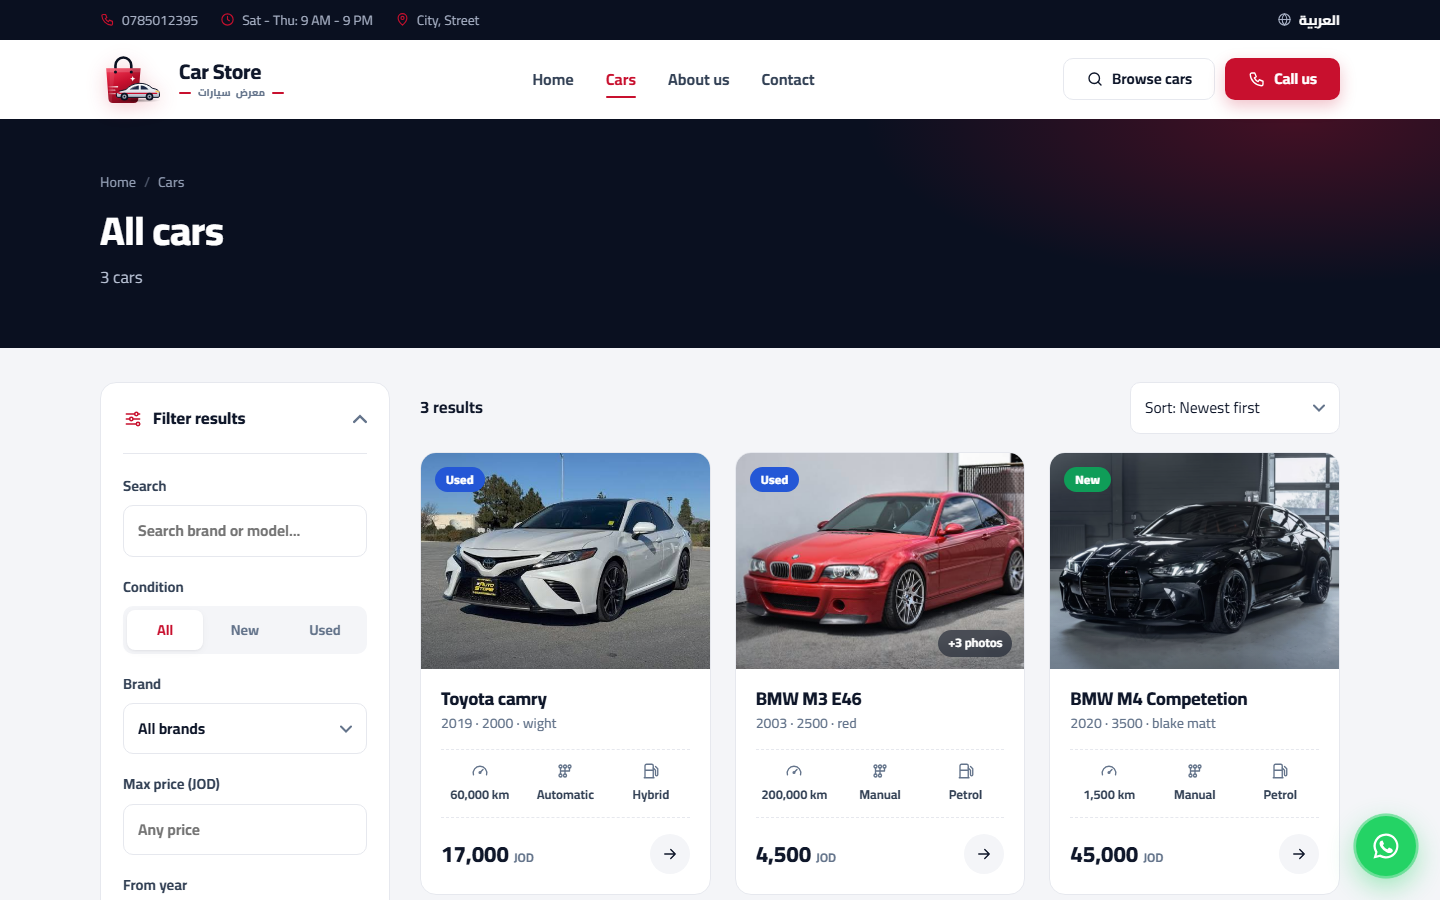 0785012395
Sat - Thu: 9 AM - 9 PM
City, Street
العربية
Car Store
معرض سيارات
Home
Cars
About us
Contact
Browse cars
Call us
Home / Cars
All cars
3 cars
Filter results
Search
Search brand or model...
Condition
All
New
Used
Brand
All brands
Max price (JOD)
Any price
From year
3 results
Sort: Newest first
Used
Toyota camry
2019 · 2000 · wight
60,000 km
Automatic
Hybrid
17,000 JOD
Used
+3 photos
BMW M3 E46
2003 · 2500 · red
200,000 km
Manual
Petrol
4,500 JOD
New
BMW M4 Competetion
2020 · 3500 · blake matt
1,500 km
Manual
Petrol
45,000 JOD